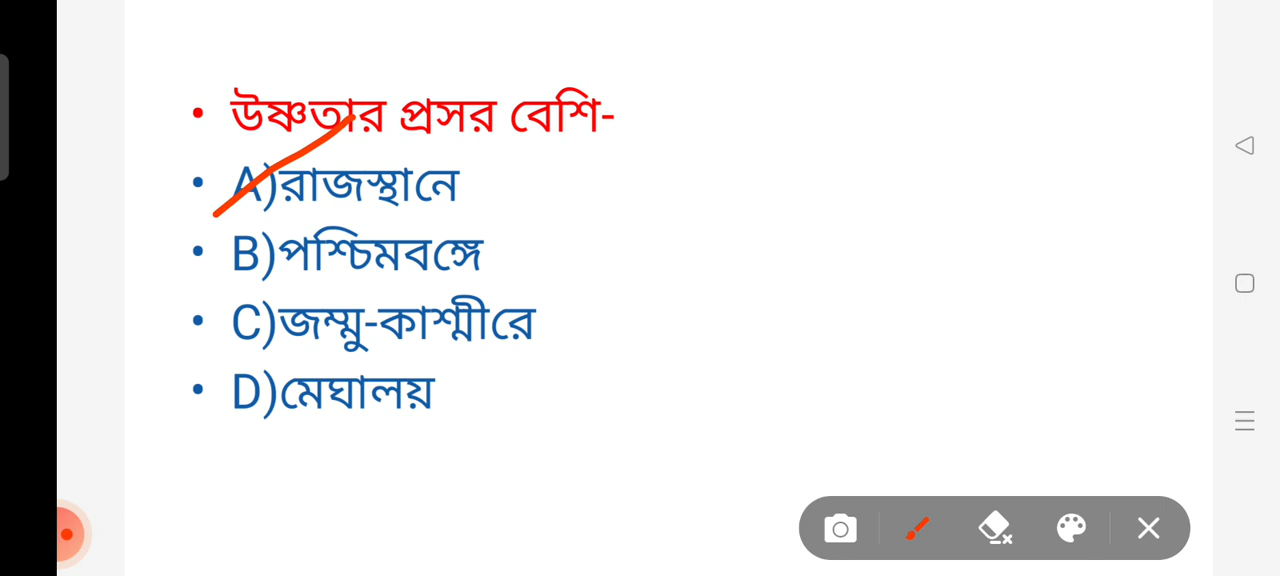 • উষ্ণতার প্রসর বেশি-
• A)রাজস্থানে
• B)পশ্চিমবঙ্গে
• C)জম্মু-কাশ্মীরে
• D)মেঘালয়